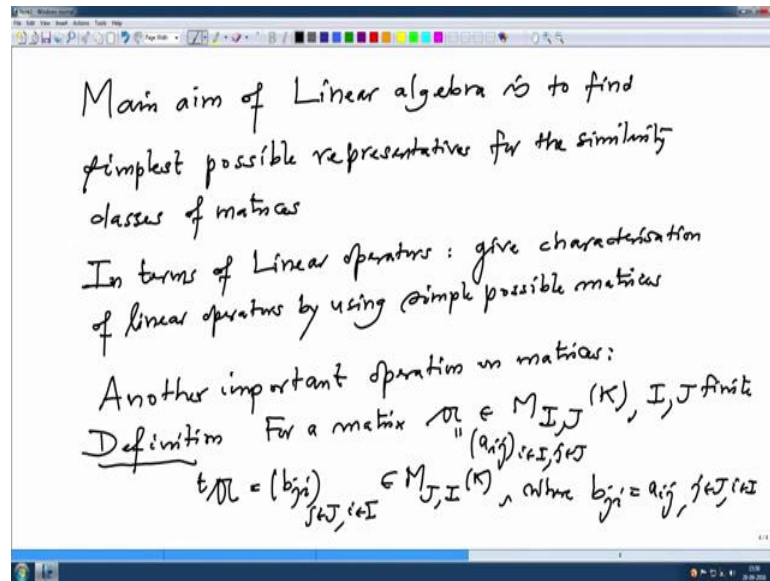 Main aim of Linear algebra is to find
simplest possible representatives for the similarity
classes of matrices
In terms of Linear operators : give characterisation
of linear operators by using simple possible matrices
Another important operation on matrices:
Definition For a matrix 𝔄 ∈ M_{I,J}(K), I, J finite
" (a_{ij})_{i∈I, j∈J}
ᵗ𝔄 = (b_{ji})_{j∈J, i∈I} ∈ M_{J,I}(K), where b_{ji} = a_{ij}, j∈J, i∈I